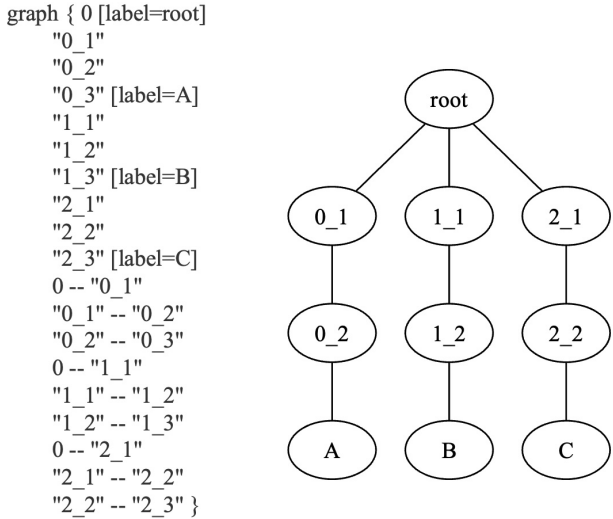 graph { 0 [label=root]
"0_1"
"0_2"
"0_3" [label=A]
"1_1"
"1_2"
"1_3" [label=B]
"2_1"
"2_2"
"2_3" [label=C]
0 -- "0_1"
"0_1" -- "0_2"
"0_2" -- "0_3"
0 -- "1_1"
"1_1" -- "1_2"
"1_2" -- "1_3"
0 -- "2_1"
"2_1" -- "2_2"
"2_2" -- "2_3" }
root
0_1 1_1 2_1
0_2 1_2 2_2
A B C